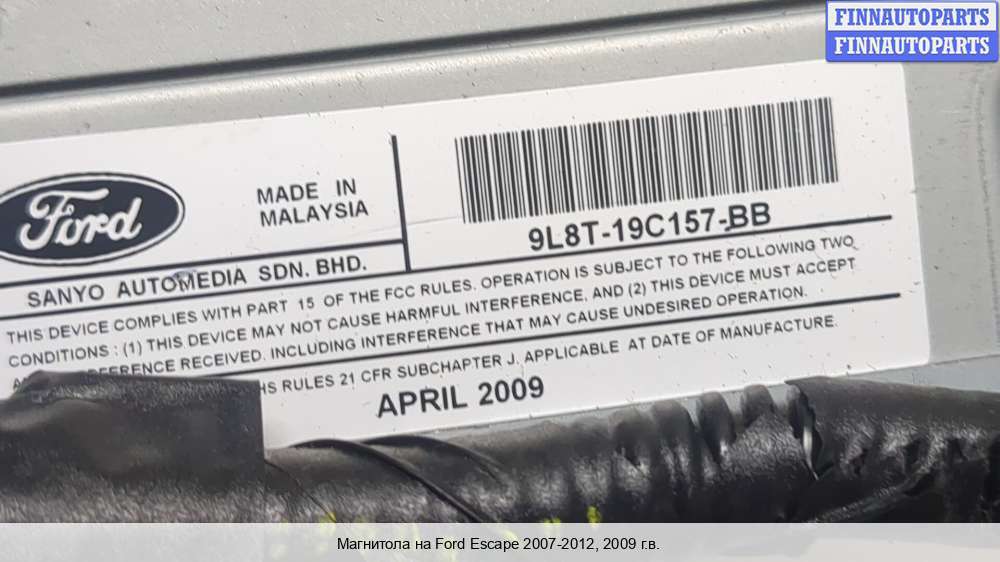 FINNAUTOPARTS
FINNAUTOPARTS
Ford
MADE IN
MALAYSIA
9L8T-19C157-BB
SANYO AUTOMEDIA SDN. BHD.
THIS DEVICE COMPLIES WITH PART 15 OF THE FCC RULES. OPERATION IS SUBJECT TO THE FOLLOWING TWO
CONDITIONS : (1) THIS DEVICE MAY NOT CAUSE HARMFUL INTERFERENCE, AND (2) THIS DEVICE MUST ACCEPT
RECEIVED. INCLUDING INTERFERENCE THAT MAY CAUSE UNDESIRED OPERATION.
RULES 21 CFR SUBCHAPTER J. APPLICABLE AT DATE OF MANUFACTURE.
APRIL 2009
Магнитола на Ford Escape 2007-2012, 2009 г.в.